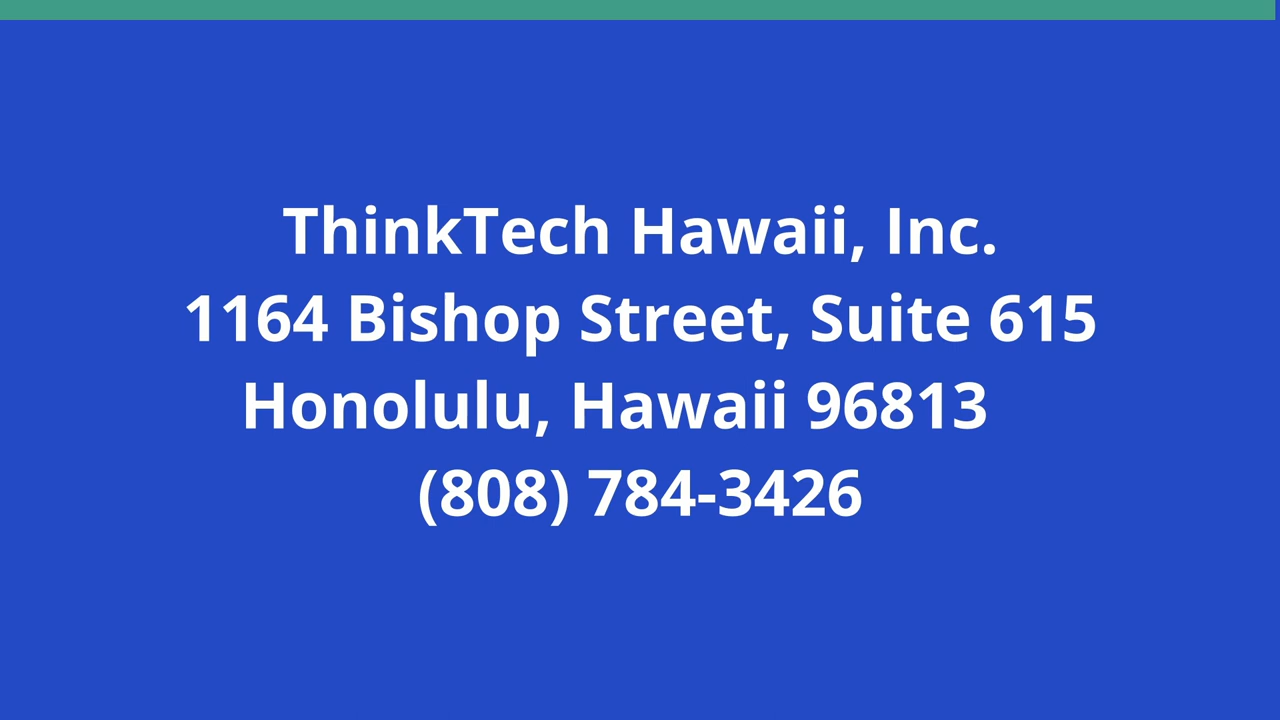 ThinkTech Hawaii, Inc.
1164 Bishop Street, Suite 615
Honolulu, Hawaii 96813
(808) 784-3426